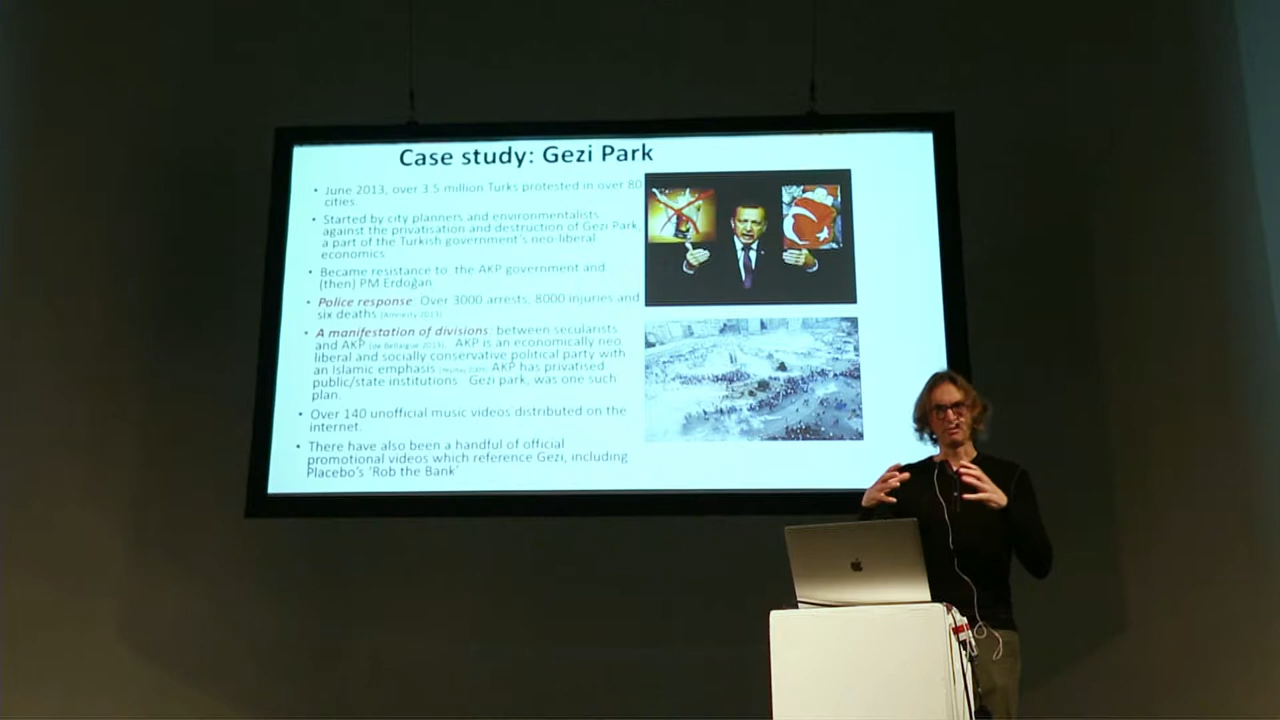 Case study: Gezi Park
• June 2013, over 3.5 million Turks protested in over 80
cities.
• Started by city planners and environmentalists
against the privatisation and destruction of Gezi Park,
a part of the Turkish government's neo-liberal
economics.
• Became resistance to the AKP government and
(then) PM Erdoğan
• Police response: Over 3000 arrests, 8000 injuries and
six deaths (Amnesty 2013)
• A manifestation of divisions: between secularists
and AKP (de Bellaigue 2013). AKP is an economically neo
liberal and socially conservative political party with
an Islamic emphasis AKP has privatised
public/state institutions Gezi park, was one such
plan.
• Over 140 unofficial music videos distributed on the
internet.
• There have also been a handful of official
promotional videos which reference Gezi, including
Placebo's 'Rob the Bank'